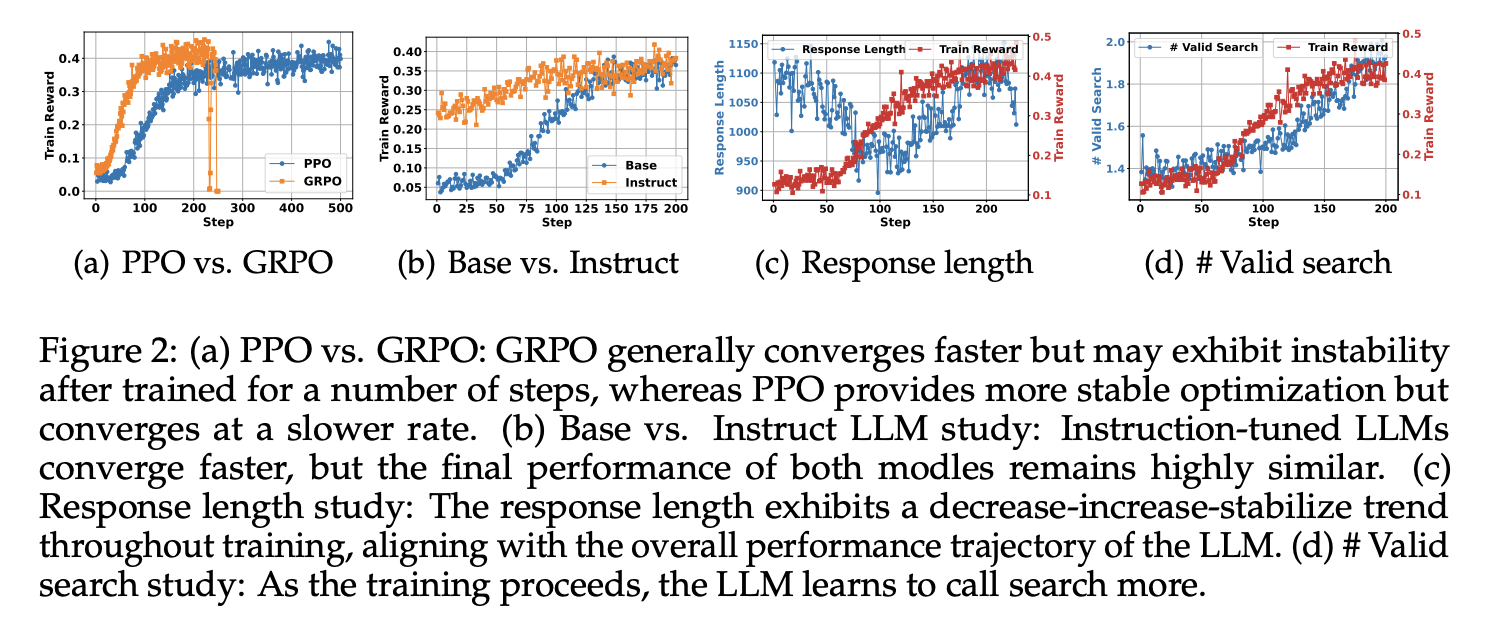 Train Reward
0.4
0.3
0.2
0.1
0.0
PPO
GRPO
0 100 200 300 400 500
Step
(a) PPO vs. GRPO
Train Reward
0.40
0.35
0.30
0.25
0.20
0.15
0.10
0.05
Base
Instruct
0 25 50 75 100 125 150 175 200
Step
(b) Base vs. Instruct
Response Length
1150
1100
1050
1000
950
900
Response Length Train Reward
0.5
0.4
0.3
0.2
0.1
Train Reward
0 50 100 150 200
Step
(c) Response length
# Valid Search
2.0
1.8
1.6
1.4
# Valid Search Train Reward
0.5
0.4
0.3
0.2
0.1
Train Reward
0 50 100 150 200
Step
(d) # Valid search
Figure 2: (a) PPO vs. GRPO: GRPO generally converges faster but may exhibit instability
after trained for a number of steps, whereas PPO provides more stable optimization but
converges at a slower rate. (b) Base vs. Instruct LLM study: Instruction-tuned LLMs
converge faster, but the final performance of both modles remains highly similar. (c)
Response length study: The response length exhibits a decrease-increase-stabilize trend
throughout training, aligning with the overall performance trajectory of the LLM. (d) # Valid
search study: As the training proceeds, the LLM learns to call search more.